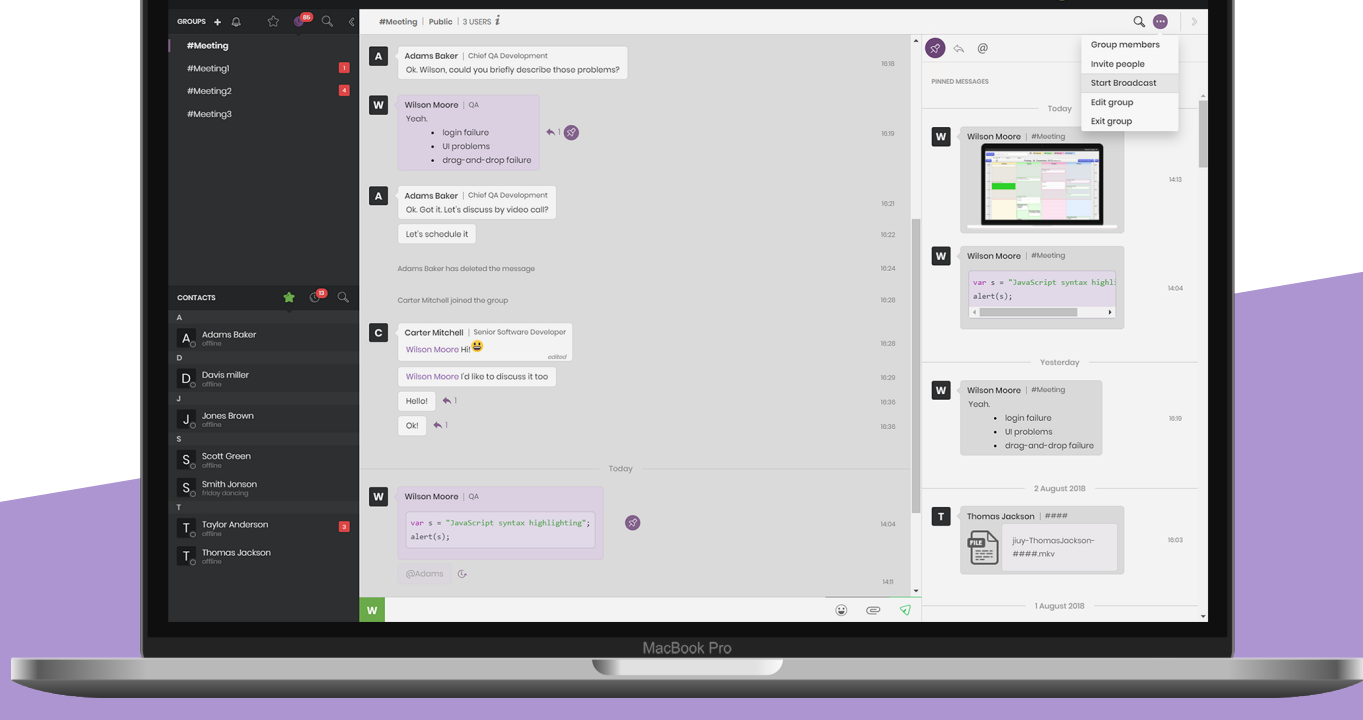 GROUPS
85
#Meeting
#Meeting1
1
#Meeting2
4
#Meeting3
CONTACTS
13
A
A
Adams Baker
offline
D
D
Davis miller
offline
J
J
Jones Brown
offline
S
S
Scott Green
offline
S
Smith Jonson
friday dancing
T
T
Taylor Anderson
offline
3
T
Thomas Jackson
offline
#Meeting | Public | 3 USERS i
A
Adams Baker | Chief QA Development
Ok. Wilson, could you briefly describe those problems?
16:18
W
Wilson Moore | QA
Yeah.
• login failure
• UI problems
• drag-and-drop failure
1
16:19
A
Adams Baker | Chief QA Development
Ok. Got it. Let's discuss by video call?
16:21
Let's schedule it
16:22
Adams Baker has deleted the message
16:24
Carter Mitchell joined the group
16:26
C
Carter Mitchell | Senior Software Developer
Wilson Moore Hi!
edited
16:28
Wilson Moore I'd like to discuss it too
16:29
Hello!
1
16:36
Ok!
1
16:36
Today
W
Wilson Moore | QA
var s = "JavaScript syntax highlighting";
alert(s);
14:04
@Adams
14:11
W
@
Group members
Invite people
Start Broadcast
Edit group
Exit group
PINNED MESSAGES
Today
W
Wilson Moore | #Meeting
14:13
W
Wilson Moore | #Meeting
var s = "JavaScript syntax highli
alert(s);
14:04
Yesterday
W
Wilson Moore | #Meeting
Yeah.
• login failure
• UI problems
• drag-and-drop failure
16:19
2 August 2018
T
Thomas Jackson | ####
FILE
jiuy-ThomasJackson-
####.mkv
16:03
1 August 2018
MacBook Pro